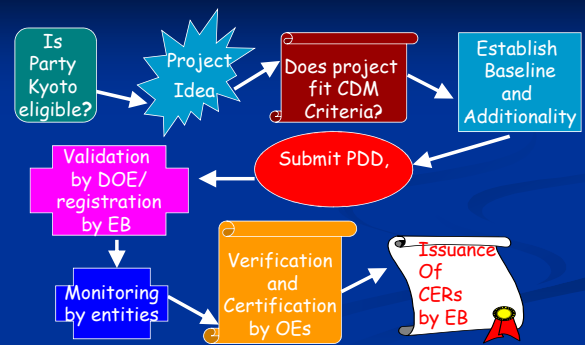 Is
Party
Kyoto
eligible?
Project
Idea
Does project
fit CDM
Criteria?
Establish
Baseline
and
Additionality
Submit PDD,
Validation
by DOE/
registration
by EB
Monitoring
by entities
Verification
and
Certification
by OEs
Issuance
Of
CERs
by EB